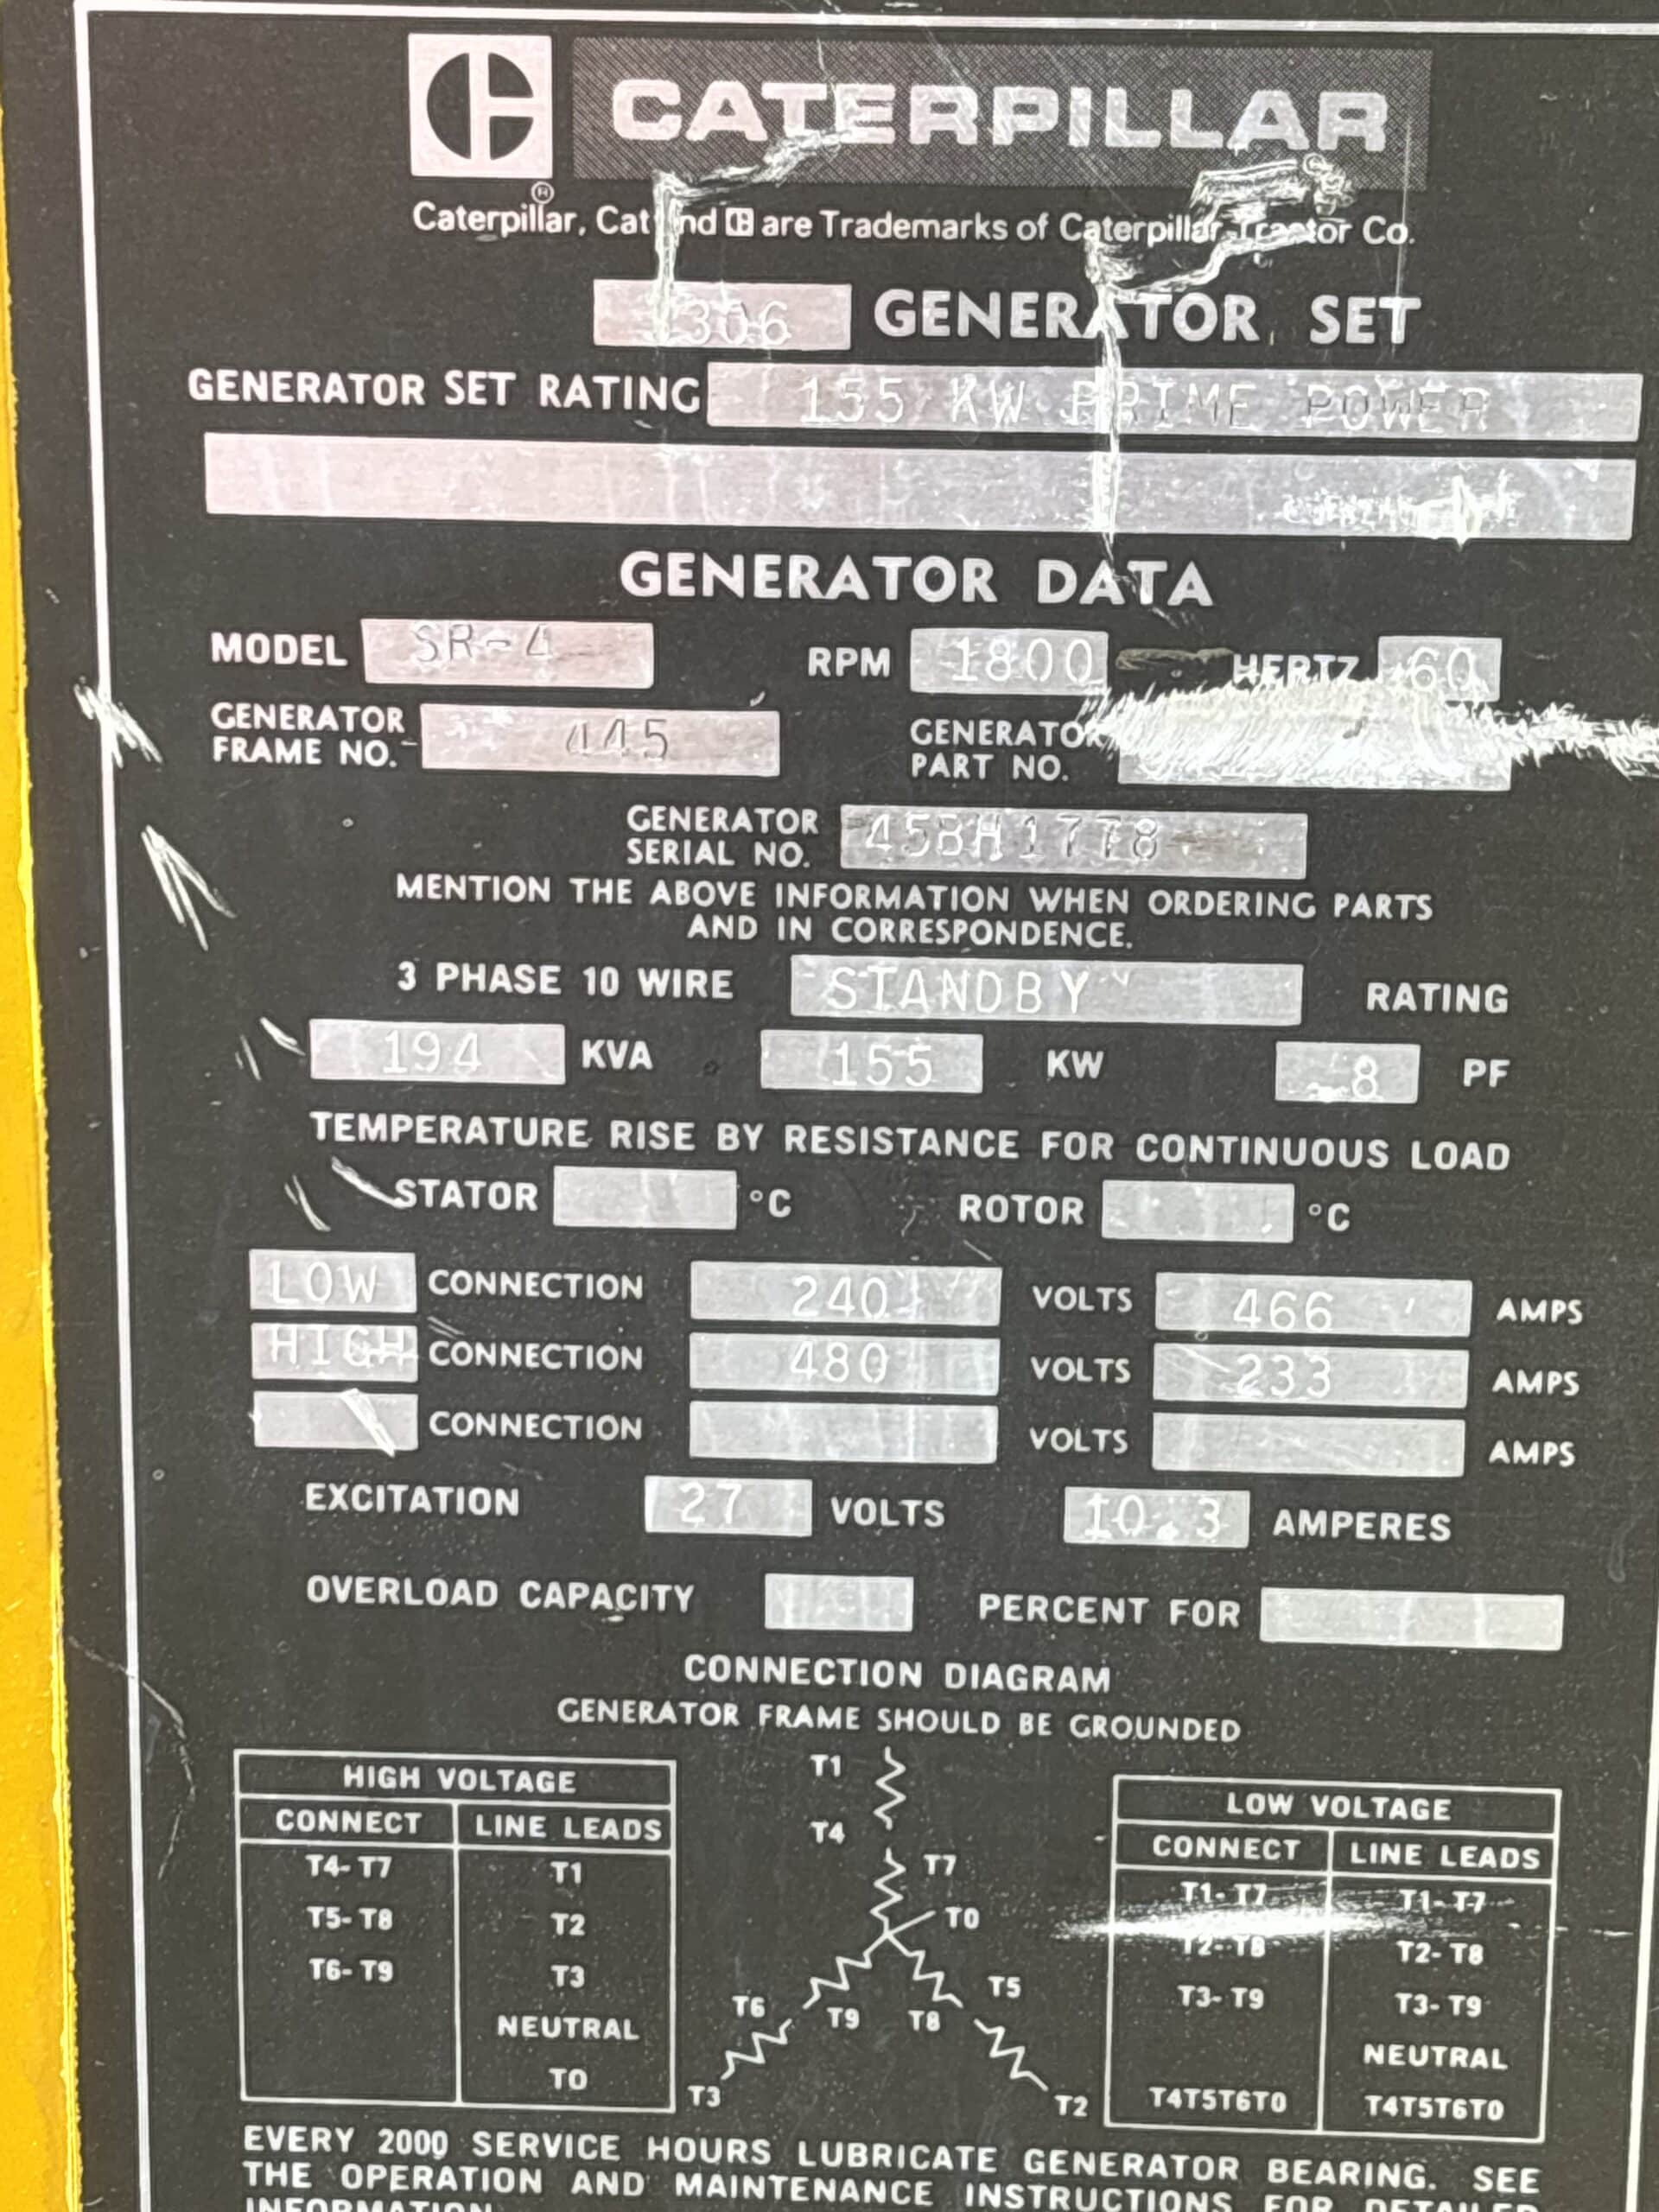 CATERPILLAR
Caterpillar, Cat and C are Trademarks of Caterpillar Tractor Co.
3306 GENERATOR SET
GENERATOR SET RATING 155 KW PRIME POWER
GENERATOR DATA
MODEL SR-4 RPM 1800 HERTZ 60
GENERATOR FRAME NO. 445 GENERATOR PART NO.
GENERATOR SERIAL NO. 45BH1778
MENTION THE ABOVE INFORMATION WHEN ORDERING PARTS
AND IN CORRESPONDENCE.
3 PHASE 10 WIRE STANDBY RATING
194 KVA 155 KW .8 PF
TEMPERATURE RISE BY RESISTANCE FOR CONTINUOUS LOAD
STATOR °C ROTOR °C
LOW CONNECTION 240 VOLTS 466 AMPS
HIGH CONNECTION 480 VOLTS 233 AMPS
CONNECTION VOLTS AMPS
EXCITATION 27 VOLTS 10.3 AMPERES
OVERLOAD CAPACITY PERCENT FOR
CONNECTION DIAGRAM
GENERATOR FRAME SHOULD BE GROUNDED
HIGH VOLTAGE
CONNECT LINE LEADS
T4-T7 T1
T5-T8 T2
T6-T9 T3
NEUTRAL
T0
T1
T4
T7
T0
T6
T9
T8
T5
T3
T2
LOW VOLTAGE
CONNECT LINE LEADS
T1-T7 T1-T7
T2-T8 T2-T8
T3-T9 T3-T9
NEUTRAL
T4T5T6T0 T4T5T6T0
EVERY 2000 SERVICE HOURS LUBRICATE GENERATOR BEARING. SEE
THE OPERATION AND MAINTENANCE INSTRUCTIONS FOR DETAILED
INFORMATION.